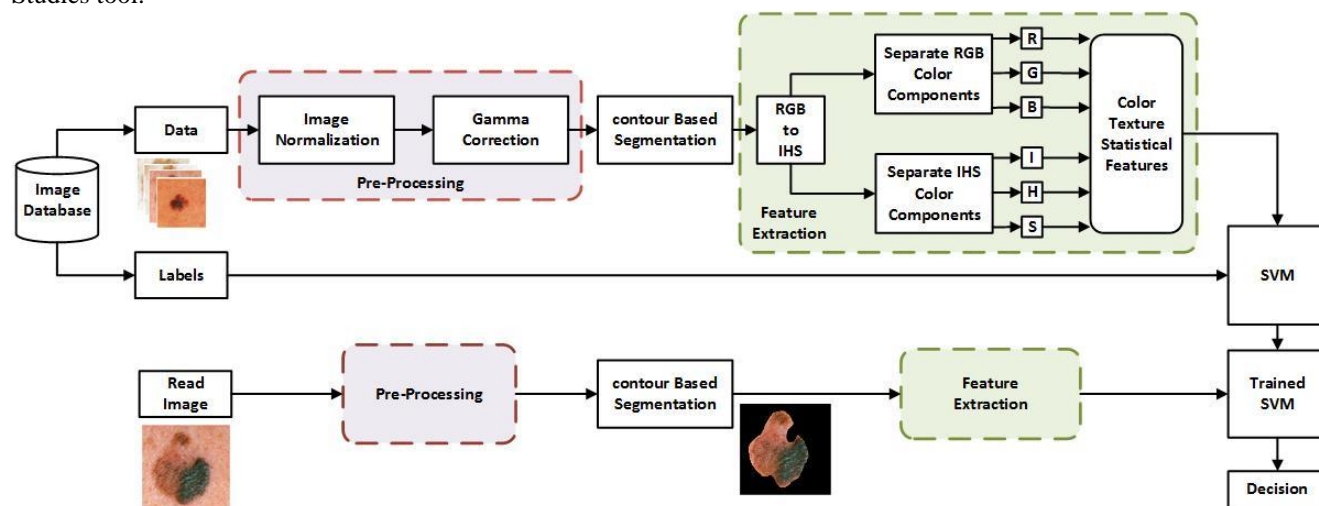 Studies tool.
Data
Image
Normalization
Gamma
Correction
Pre-Processing
contour Based
Segmentation
RGB
to
IHS
Separate RGB
Color
Components
R
G
B
Separate IHS
Color
Components
I
H
S
Color
Texture
Statistical
Features
Feature
Extraction
Image
Database
Labels
SVM
Read
Image
Pre-Processing
contour Based
Segmentation
Feature
Extraction
Trained
SVM
Decision